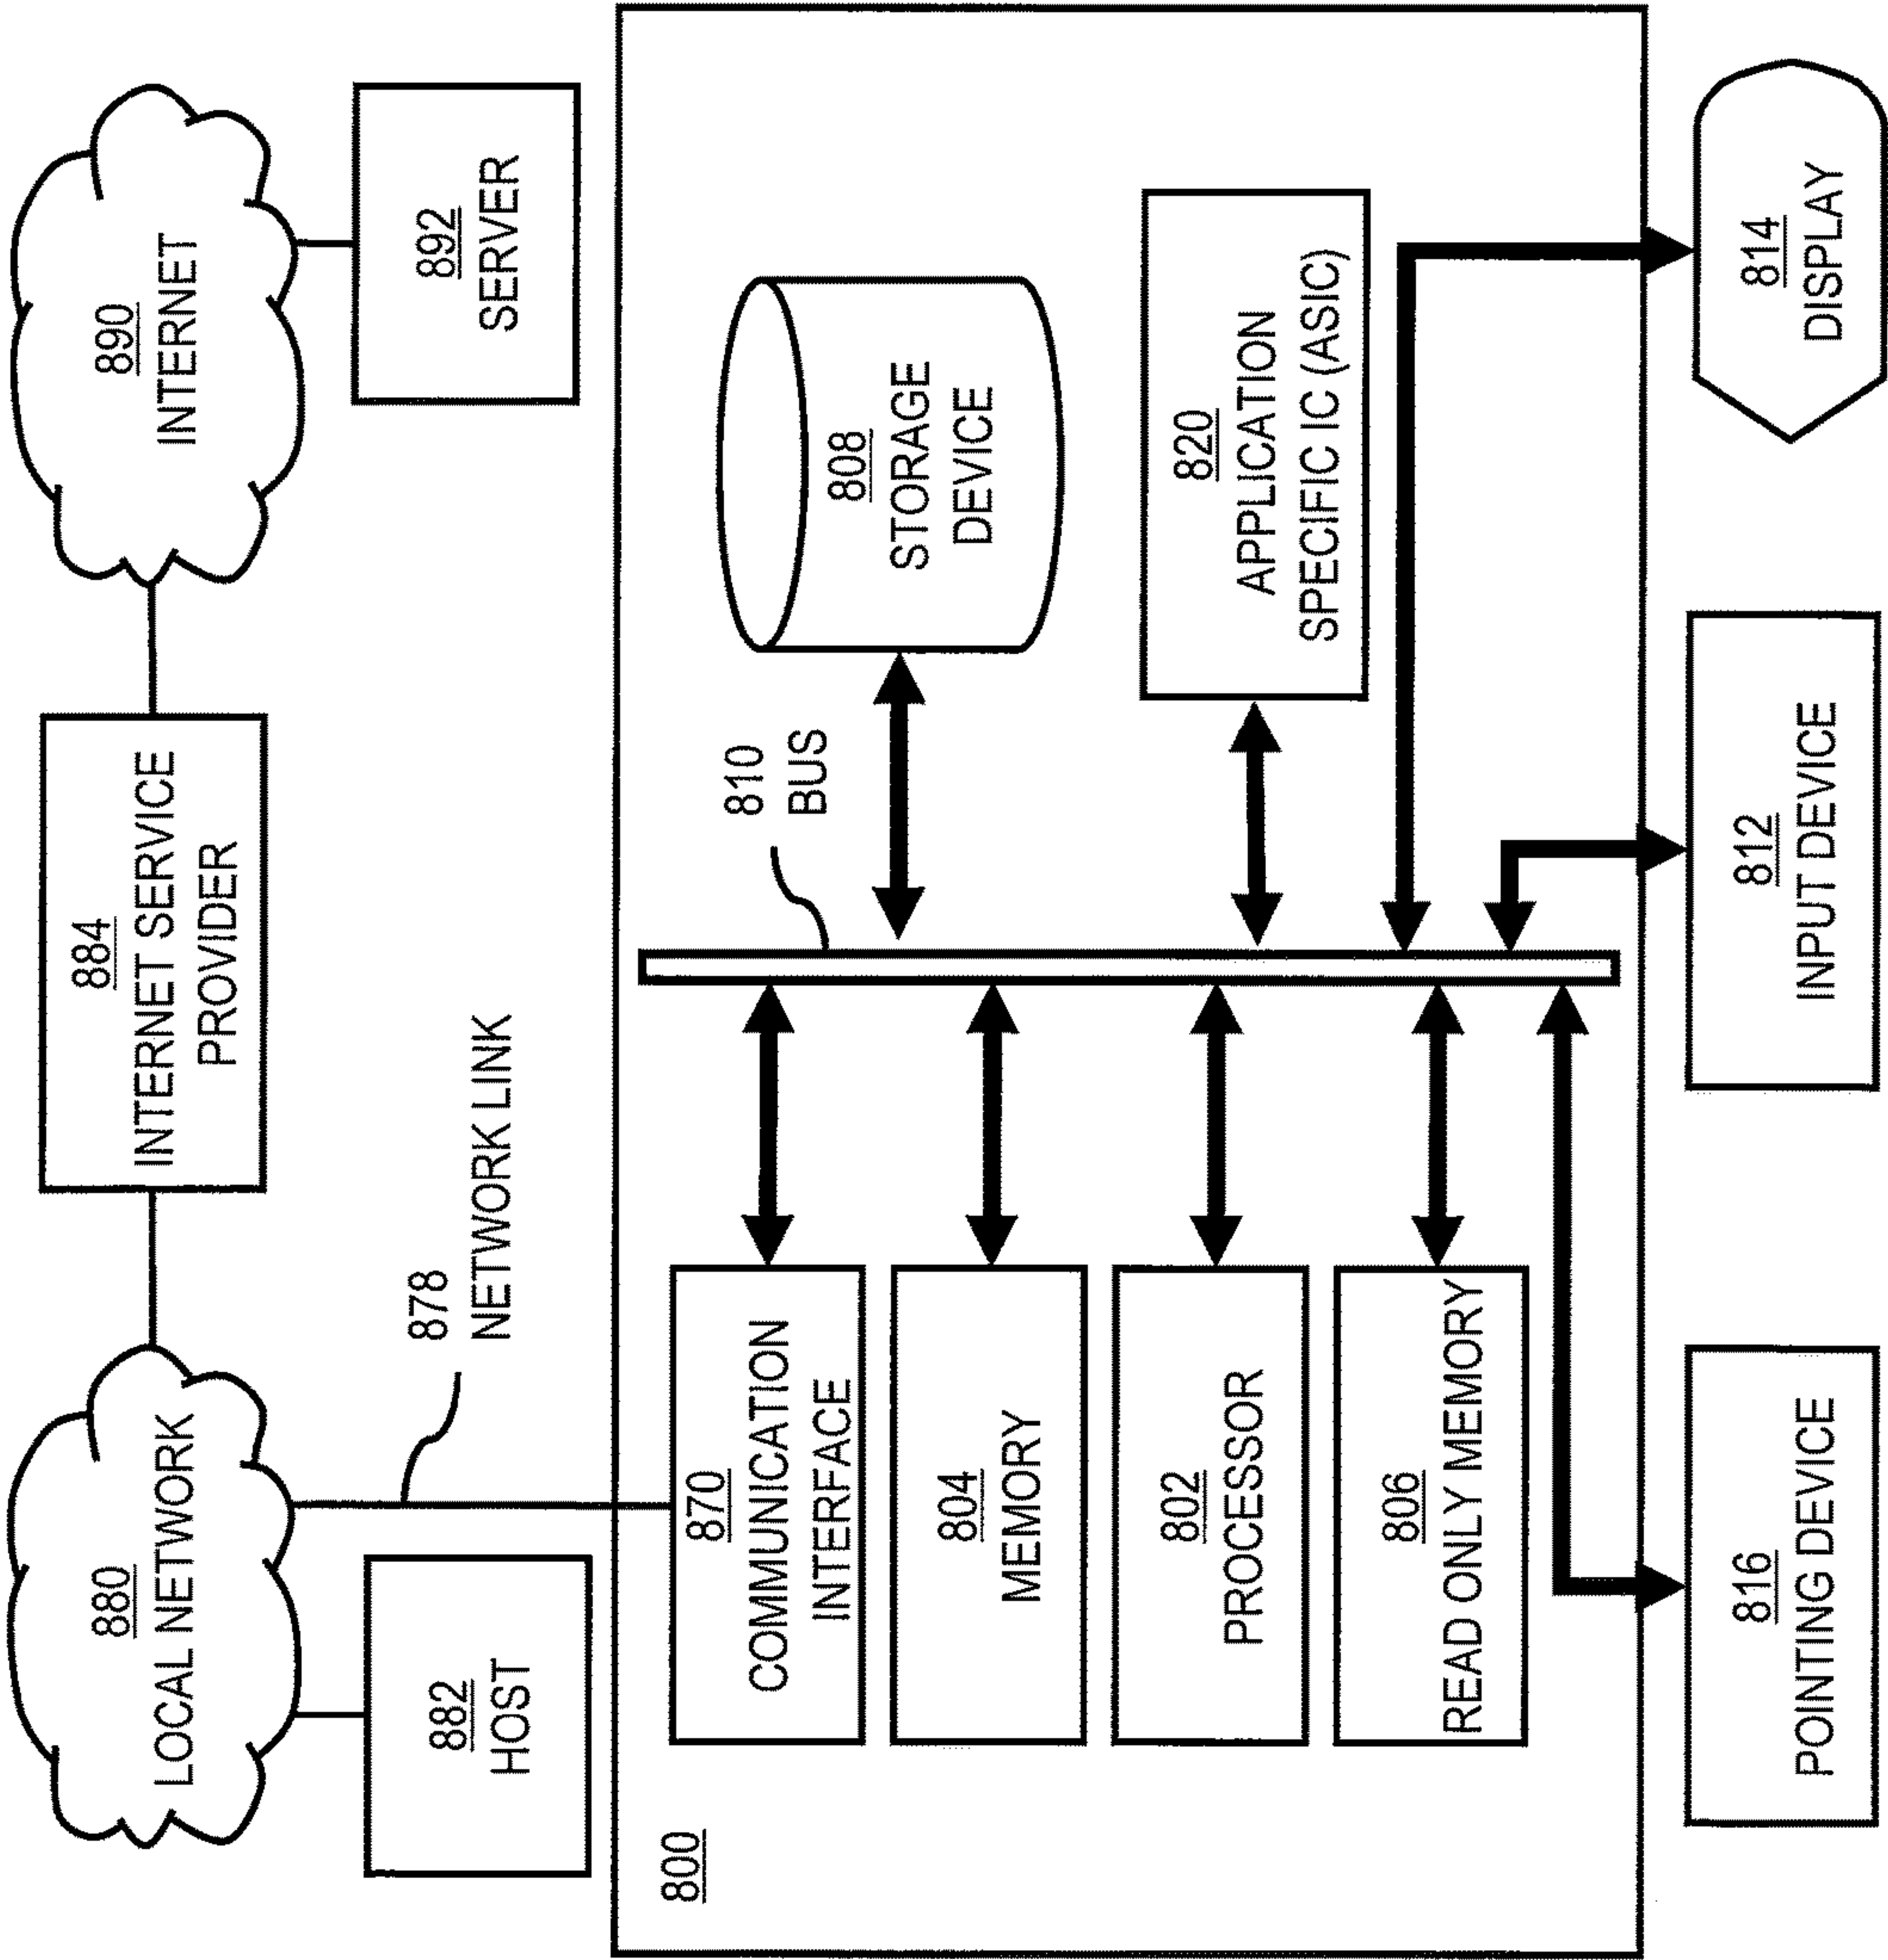 880
LOCAL NETWORK
884
INTERNET SERVICE
PROVIDER
890
INTERNET
882
HOST
878
NETWORK LINK
892
SERVER
800
870
COMMUNICATION
INTERFACE
810
BUS
808
STORAGE
DEVICE
804
MEMORY
802
PROCESSOR
820
APPLICATION
SPECIFIC IC (ASIC)
806
READ ONLY MEMORY
816
POINTING DEVICE
812
INPUT DEVICE
814
DISPLAY